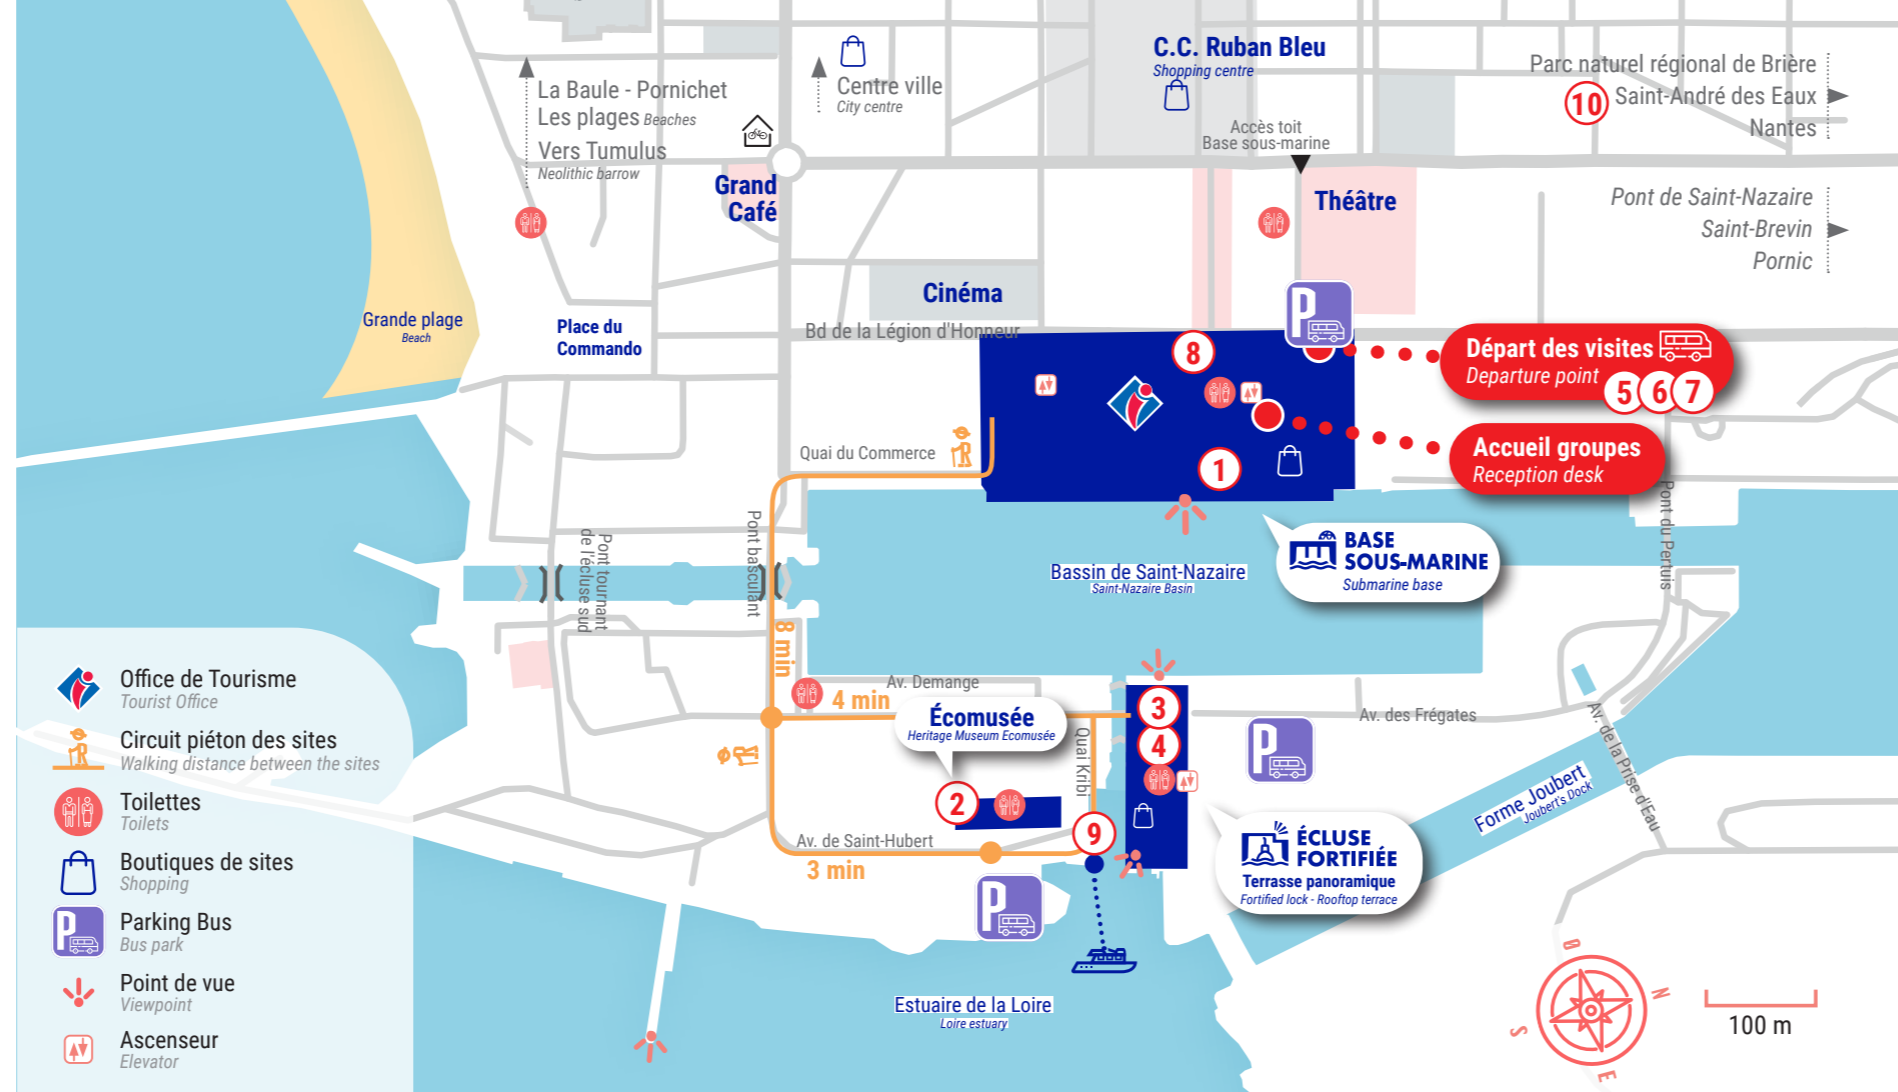 C.C. Ruban Bleu
Shopping centre
La Baule - Pornichet
Les plages Beaches
Vers Tumulus
Neolithic barrow
Centre ville
City centre
Accès toit
Base sous-marine
Parc naturel régional de Brière
10 Saint-André des Eaux
Nantes
Grand
Café
Théâtre
Pont de Saint-Nazaire
Saint-Brevin
Pornic
Cinéma
Grande plage
Beach
Place du
Commando
Bd de la Légion d'Honneur
P
8
Départ des visites
Departure point
5 6 7
Quai du Commerce
1
Accueil groupes
Reception desk
Pont du Pertuis
Pont tournant
de l'écluse sud
Pont basculant
BASE
SOUS-MARINE
Submarine base
Bassin de Saint-Nazaire
Saint-Nazaire Basin
8 min
Av. Demange
4 min
Écomusée
Heritage Museum Ecomusée
3
4
Quai Kribi
Av. des Frégates
P
Av. de la Prise d'Eau
Forme Joubert
Joubert's Dock
2
9
Av. de Saint-Hubert
3 min
P
ÉCLUSE
FORTIFIÉE
Terrasse panoramique
Fortified lock - Rooftop terrace
Estuaire de la Loire
Loire estuary
Office de Tourisme
Tourist Office
Circuit piéton des sites
Walking distance between the sites
Toilettes
Toilets
Boutiques de sites
Shopping
P
Parking Bus
Bus park
Point de vue
Viewpoint
Ascenseur
Elevator
O
N
S
E
100 m